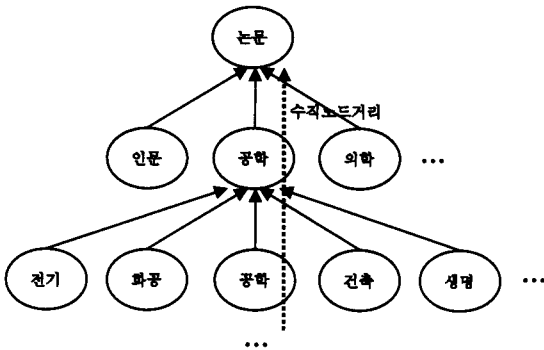 논문
수직노드거리
인문 공학 의학 ...
전기 화공 공학 건축 생명 ...
...